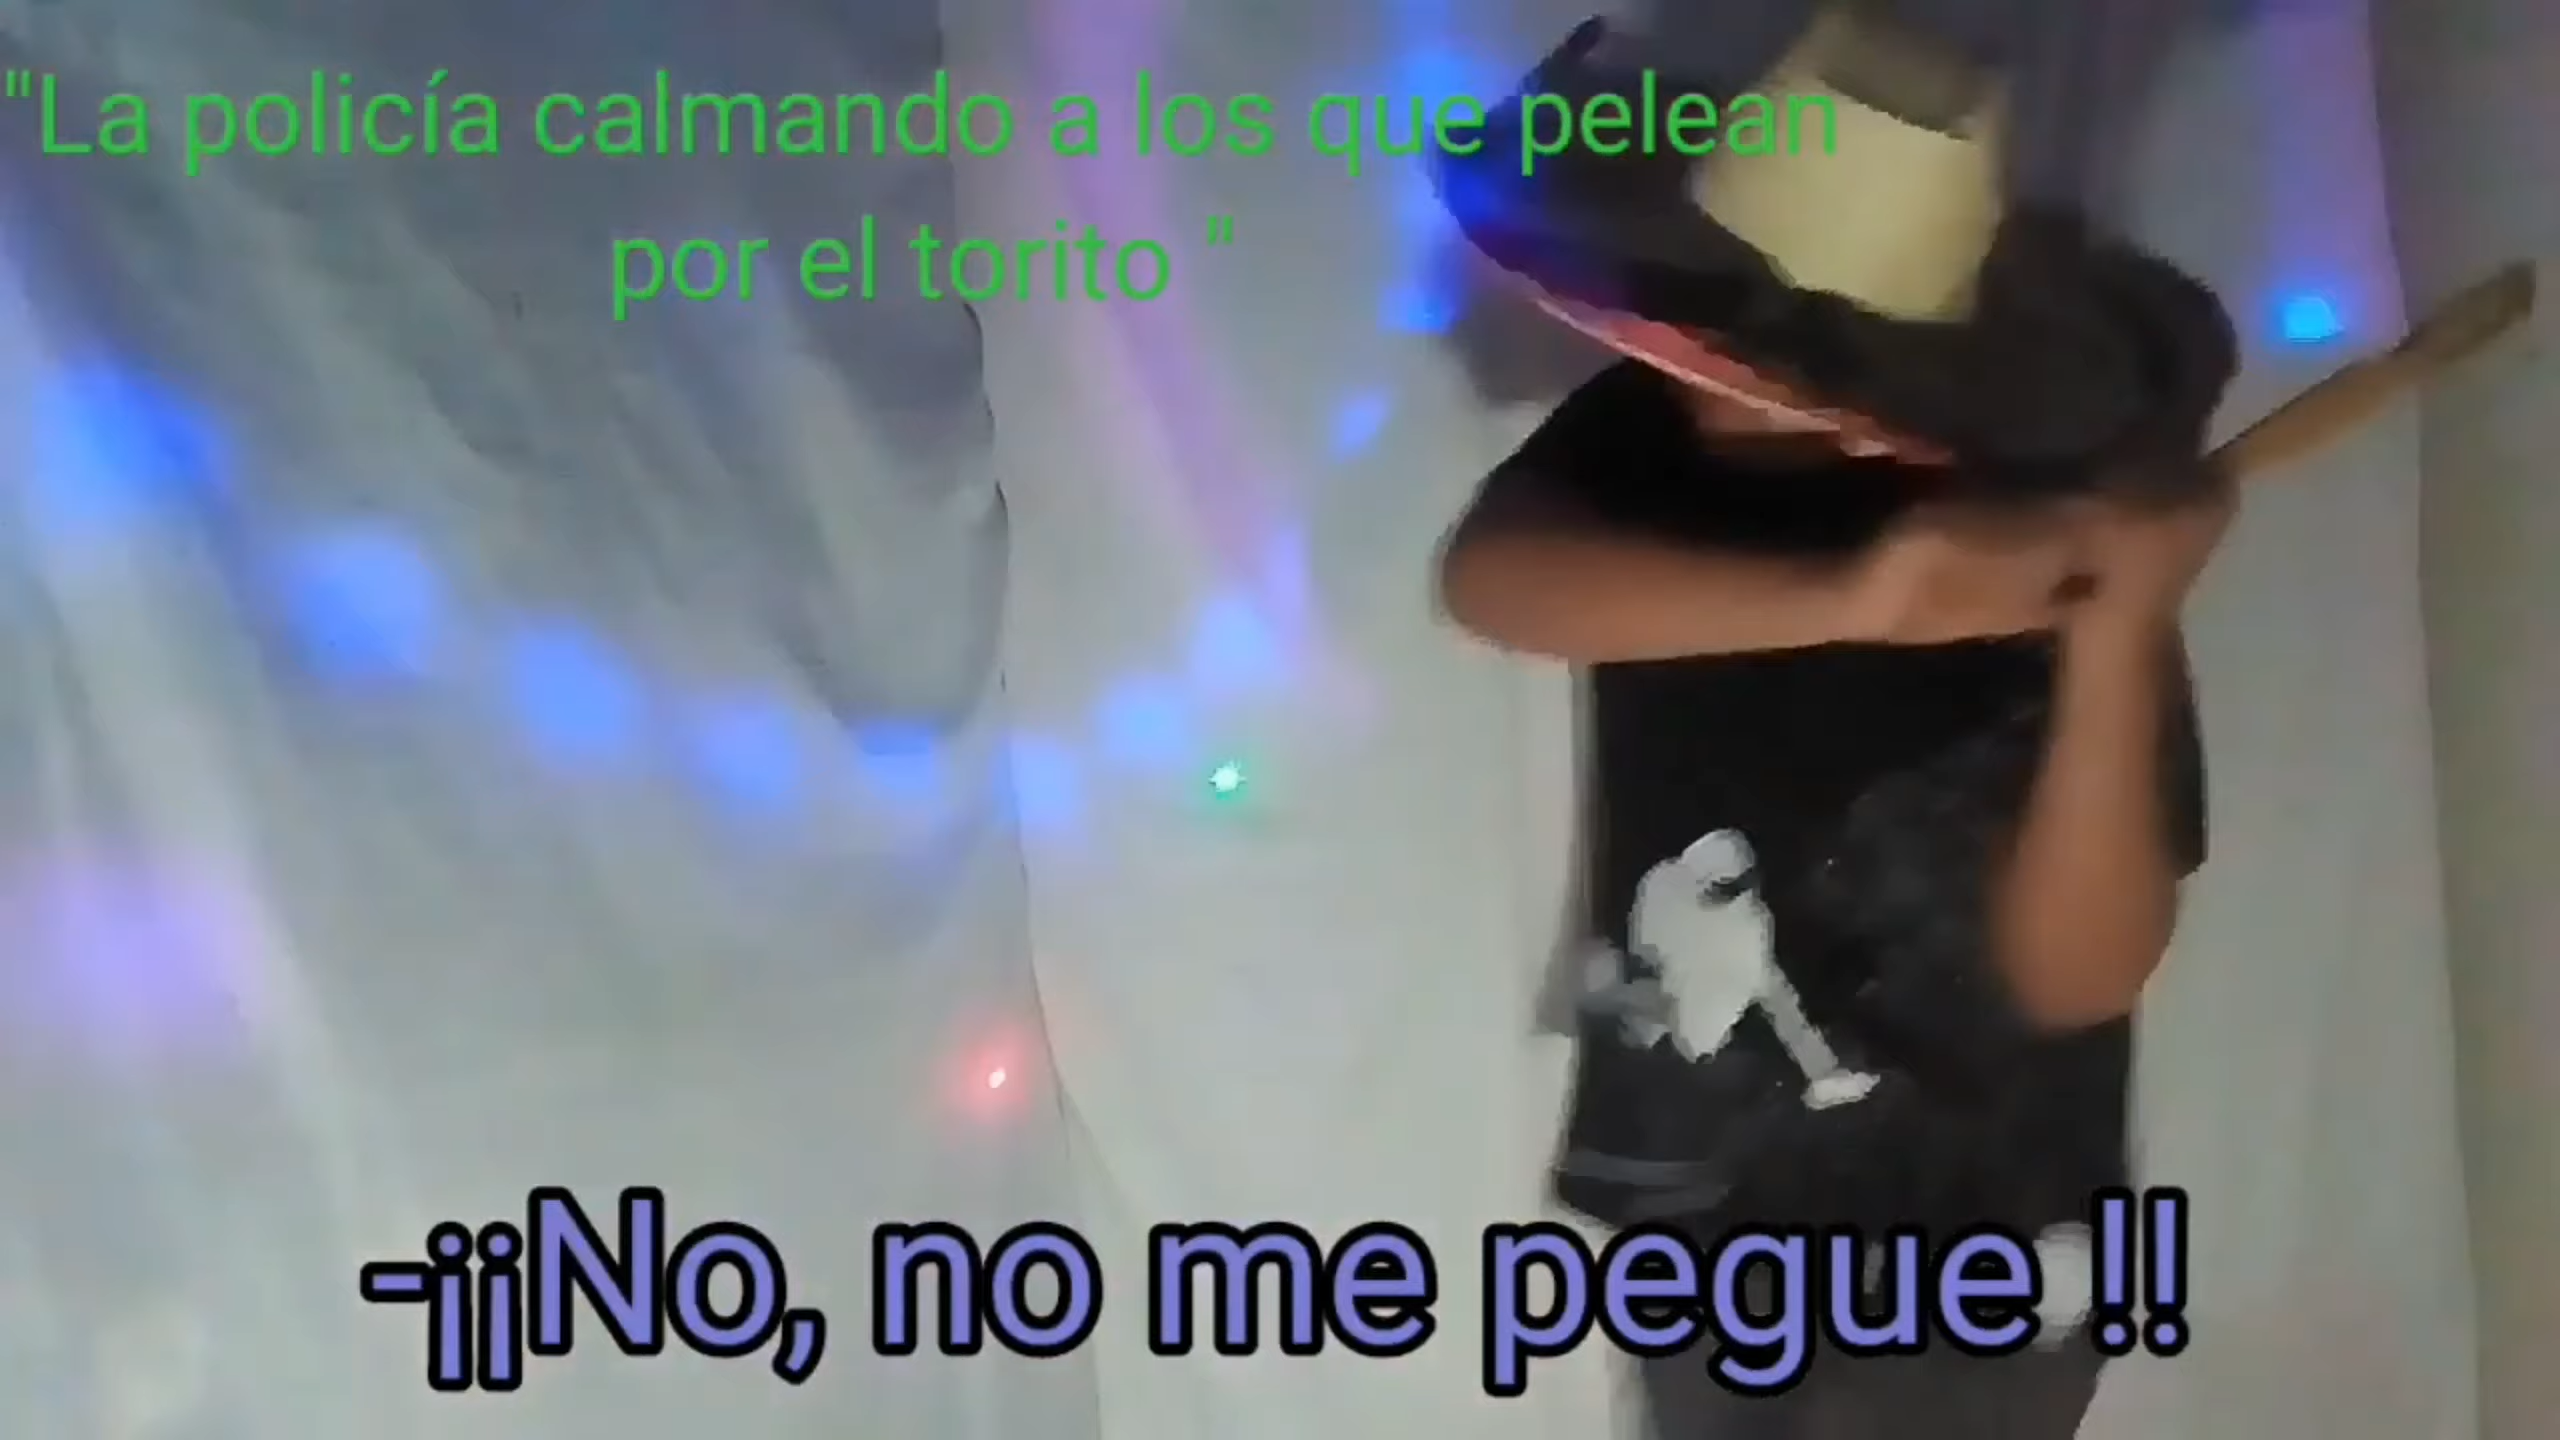 "La policía calmando a los que pelean
por el torito "
-¡¡No, no me pegue !!